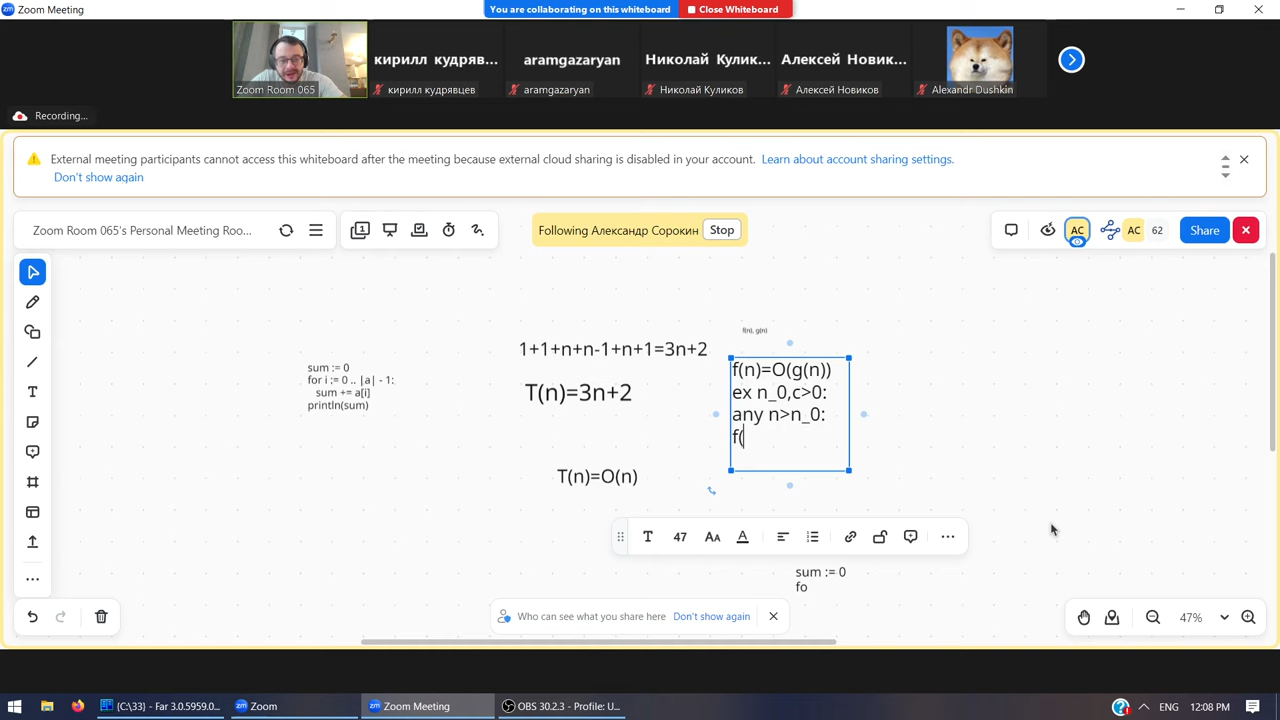 Zoom Meeting
You are collaborating on this whiteboard
Close Whiteboard
Zoom Room 065
кирилл кудряв...
кирилл кудрявцев
aramgazaryan
aramgazaryan
Николай Кулик...
Николай Куликов
Алексей Новик...
Алексей Новиков
Alexandr Dushkin
Recording...
External meeting participants cannot access this whiteboard after the meeting because external cloud sharing is disabled in your account. Learn about account sharing settings.
Don't show again
Zoom Room 065's Personal Meeting Roo...
1
Following Александр Сорокин
Stop
AC
AC
62
Share
f(n), g(n)
1+1+n+n-1+n+1=3n+2
T(n)=3n+2
T(n)=O(n)
sum := 0
for i := 0 .. |a| - 1:
sum += a[i]
println(sum)
f(n)=O(g(n))
ex n_0,c>0:
any n>n_0:
f(
T
47
AA
A
sum := 0
fo
Who can see what you share here
Don't show again
47%
(C:\33) - Far 3.0.5959.0...
Zoom
Zoom Meeting
OBS 30.2.3 - Profile: U...
ENG
12:08 PM